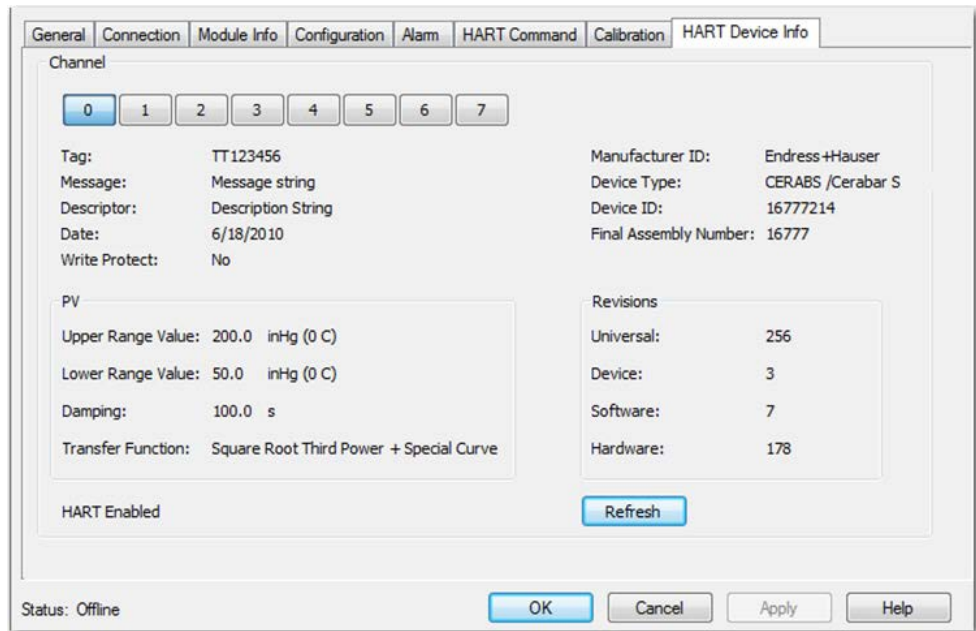 General Connection Module Info Configuration Alarm HART Command Calibration HART Device Info
Channel
0 1 2 3 4 5 6 7
Tag: TT123456
Message: Message string
Descriptor: Description String
Date: 6/18/2010
Write Protect: No
Manufacturer ID: Endress+Hauser
Device Type: CERABS /Cerabar S
Device ID: 16777214
Final Assembly Number: 16777
PV
Upper Range Value: 200.0 inHg (0 C)
Lower Range Value: 50.0 inHg (0 C)
Damping: 100.0 s
Transfer Function: Square Root Third Power + Special Curve
Revisions
Universal: 256
Device: 3
Software: 7
Hardware: 178
HART Enabled
Refresh
Status: Offline
OK Cancel Apply Help